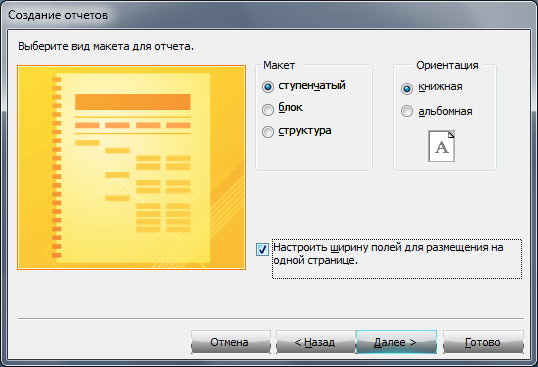 Создание отчетов
Выберите вид макета для отчета.
Макет
ступенчатый
блок
структура
Ориентация
книжная
альбомная
A
Настроить ширину полей для размещения на
одной странице.
Отмена
< Назад
Далее >
Готово